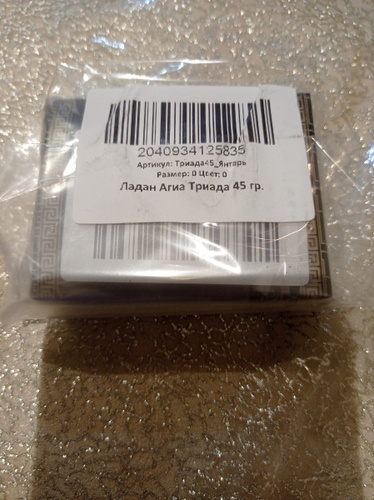 2040934125835
Артикул: Триада45_Янтарь
Размер: 0 Цвет: 0
Ладан Агиа Триада 45 гр.